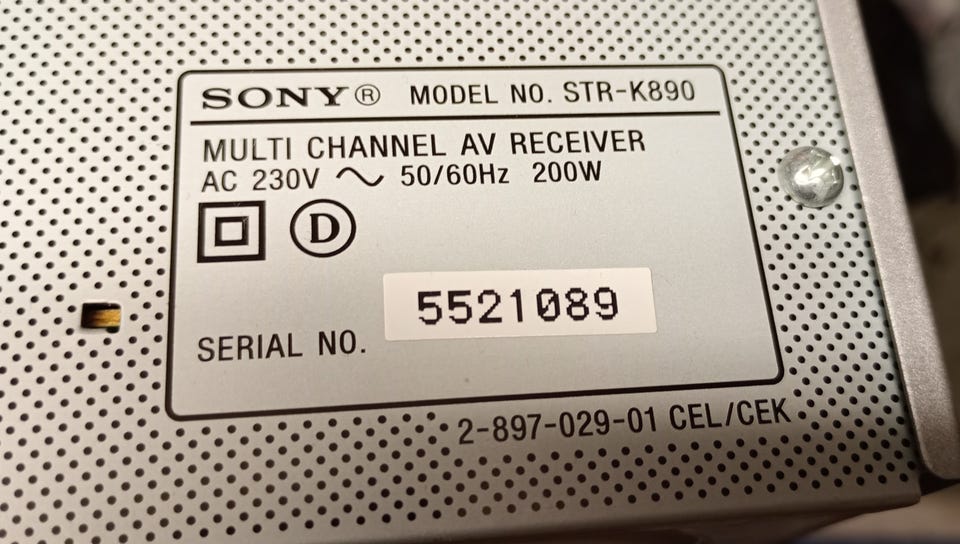 SONY® MODEL NO. STR-K890
MULTI CHANNEL AV RECEIVER
AC 230V ~ 50/60Hz 200W
D
5521089
SERIAL NO.
2-897-029-01 CEL/CEK